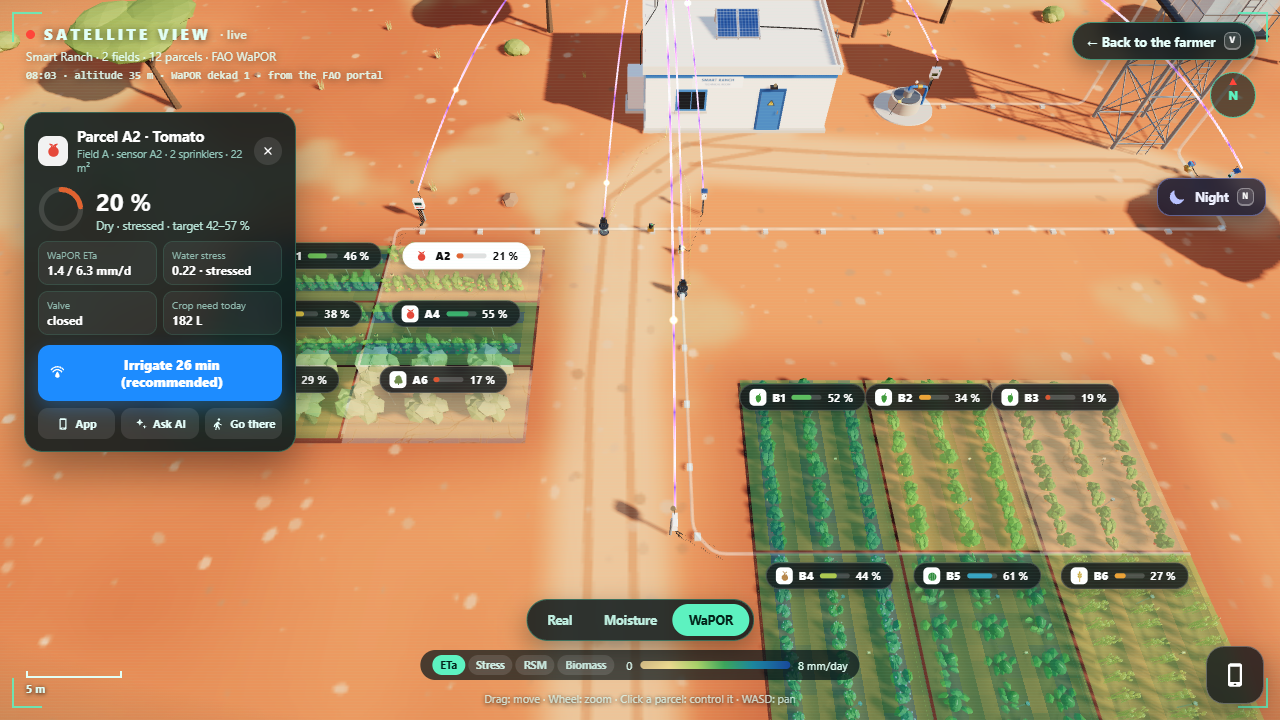 SATELLITE VIEW · live
Smart Ranch · 2 fields · 12 parcels · FAO WaPOR
08:03 · altitude 35 m · WaPOR dekad 1 · from the FAO portal
← Back to the farmer V
N
Night N
SMART RANCH
Parcel A2 · Tomato
Field A · sensor A2 · 2 sprinklers · 22 m²
20 %
Dry · stressed · target 42–57 %
WaPOR ETa
1.4 / 6.3 mm/d
Water stress
0.22 · stressed
Valve
closed
Crop need today
182 L
Irrigate 26 min
(recommended)
App
Ask AI
Go there
1 46 %
A2 21 %
38 %
A4 55 %
29 %
A6 17 %
B1 52 %
B2 34 %
B3 19 %
B4 44 %
B5 61 %
B6 27 %
Real Moisture WaPOR
ETa Stress RSM Biomass 0 8 mm/day
Drag: move · Wheel: zoom · Click a parcel: control it · WASD: pan
5 m